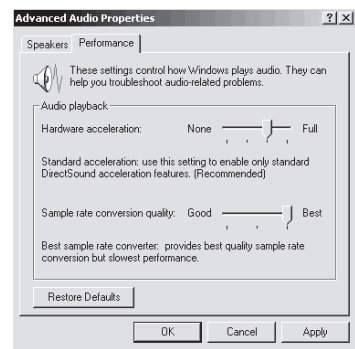 Advanced Audio Properties
Speakers Performance
These settings control how Windows plays audio. They can
help you troubleshoot audio-related problems.
Audio playback
Hardware acceleration: None Full
Standard acceleration: use this setting to enable only standard
DirectSound acceleration features. (Recommended)
Sample rate conversion quality: Good Best
Best sample rate converter: provides best quality sample rate
conversion but slowest performance.
Restore Defaults
OK Cancel Apply